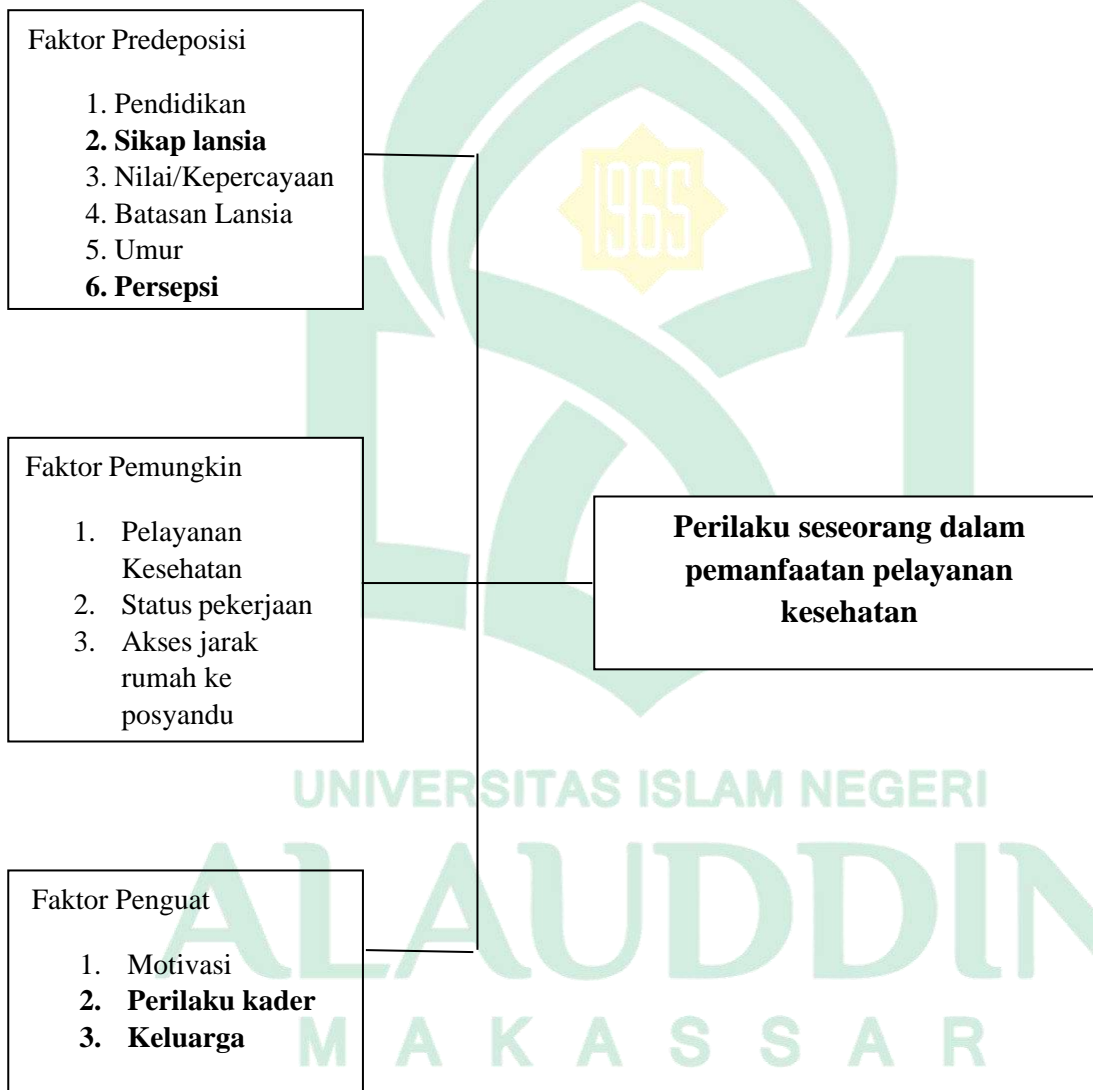 Faktor Predeposisi
1. Pendidikan
2. Sikap lansia
3. Nilai/Kepercayaan
4. Batasan Lansia
5. Umur
6. Persepsi
1965
Faktor Pemungkin
1. Pelayanan
Kesehatan
2. Status pekerjaan
3. Akses jarak
rumah ke
posyandu
Perilaku seseorang dalam
pemanfaatan pelayanan
kesehatan
UNIVERSITAS ISLAM NEGERI
ALAUDDIN
MAKASSAR
Faktor Penguat
1. Motivasi
2. Perilaku kader
3. Keluarga